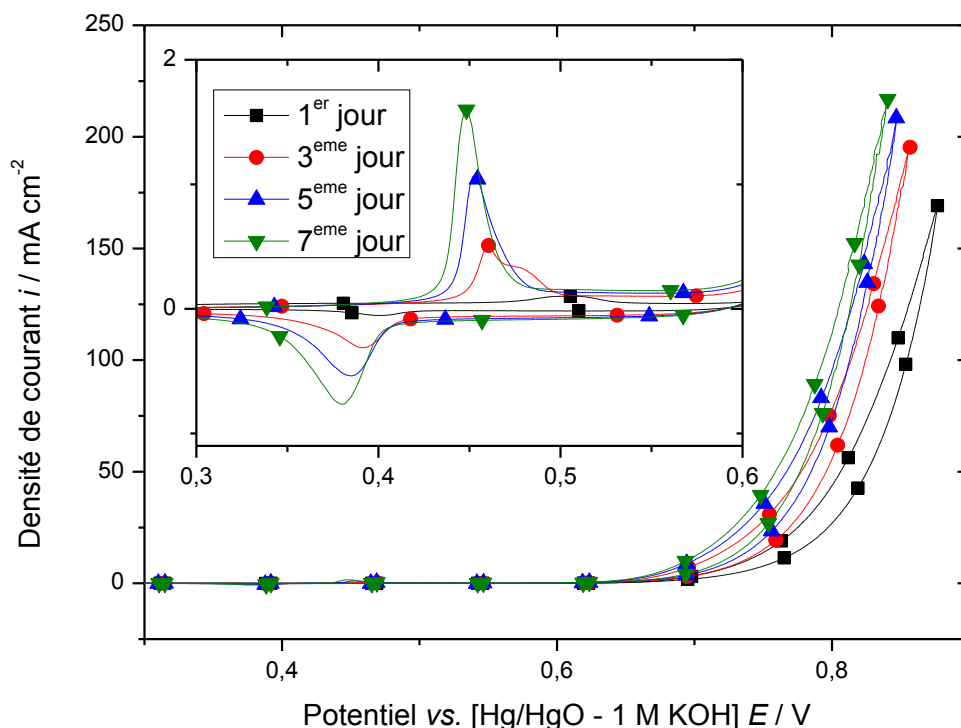 250
200
150
100
50
0
Densité de courant i / mA cm-2
2
0
1er jour
3eme jour
5eme jour
7eme jour
0,3 0,4 0,5 0,6
0,4 0,6 0,8
Potentiel vs. [Hg/HgO - 1 M KOH] E / V